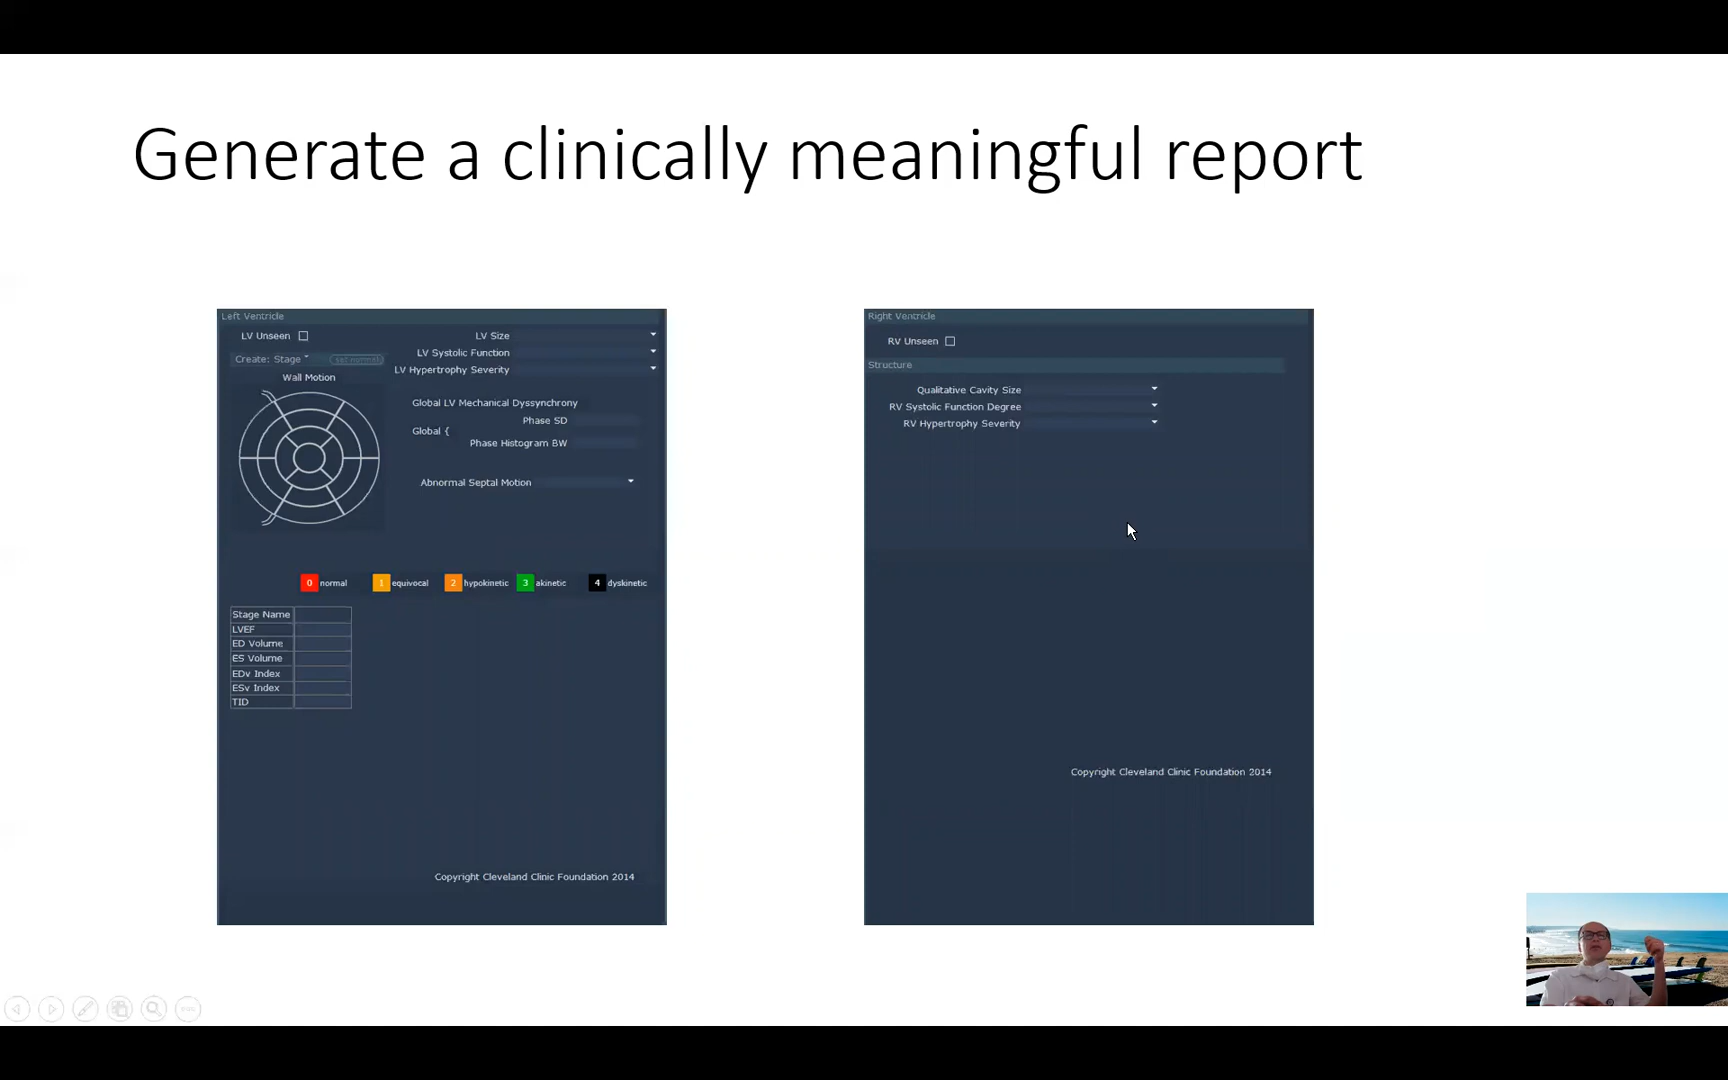 Generate a clinically meaningful report
Left Ventricle
LV Unseen
LV Size
LV Systolic Function
LV Hypertrophy Severity
Create: Stage
set normal
Wall Motion
Global LV Mechanical Dyssynchrony
Phase SD
Global {
Phase Histogram BW
Abnormal Septal Motion
0 normal 1 equivocal 2 hypokinetic 3 akinetic 4 dyskinetic
Stage Name
LVEF
ED Volume
ES Volume
EDv Index
ESv Index
TID
Copyright Cleveland Clinic Foundation 2014
Right Ventricle
RV Unseen
Structure
Qualitative Cavity Size
RV Systolic Function Degree
RV Hypertrophy Severity
Copyright Cleveland Clinic Foundation 2014